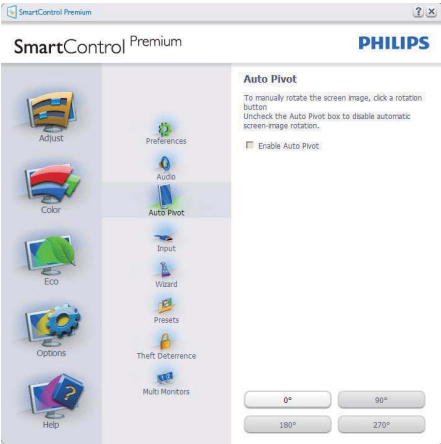 SmartControl Premium
SmartControl Premium
PHILIPS
Adjust
Color
Eco
Options
Help
Preferences
Audio
Auto Pivot
Input
Wizard
Presets
Theft Deterrence
Multi Monitors
Auto Pivot
To manually rotate the screen image, click a rotation
button
Uncheck the Auto Pivot box to disable automatic
screen-image rotation.
Enable Auto Pivot
0°
90°
180°
270°